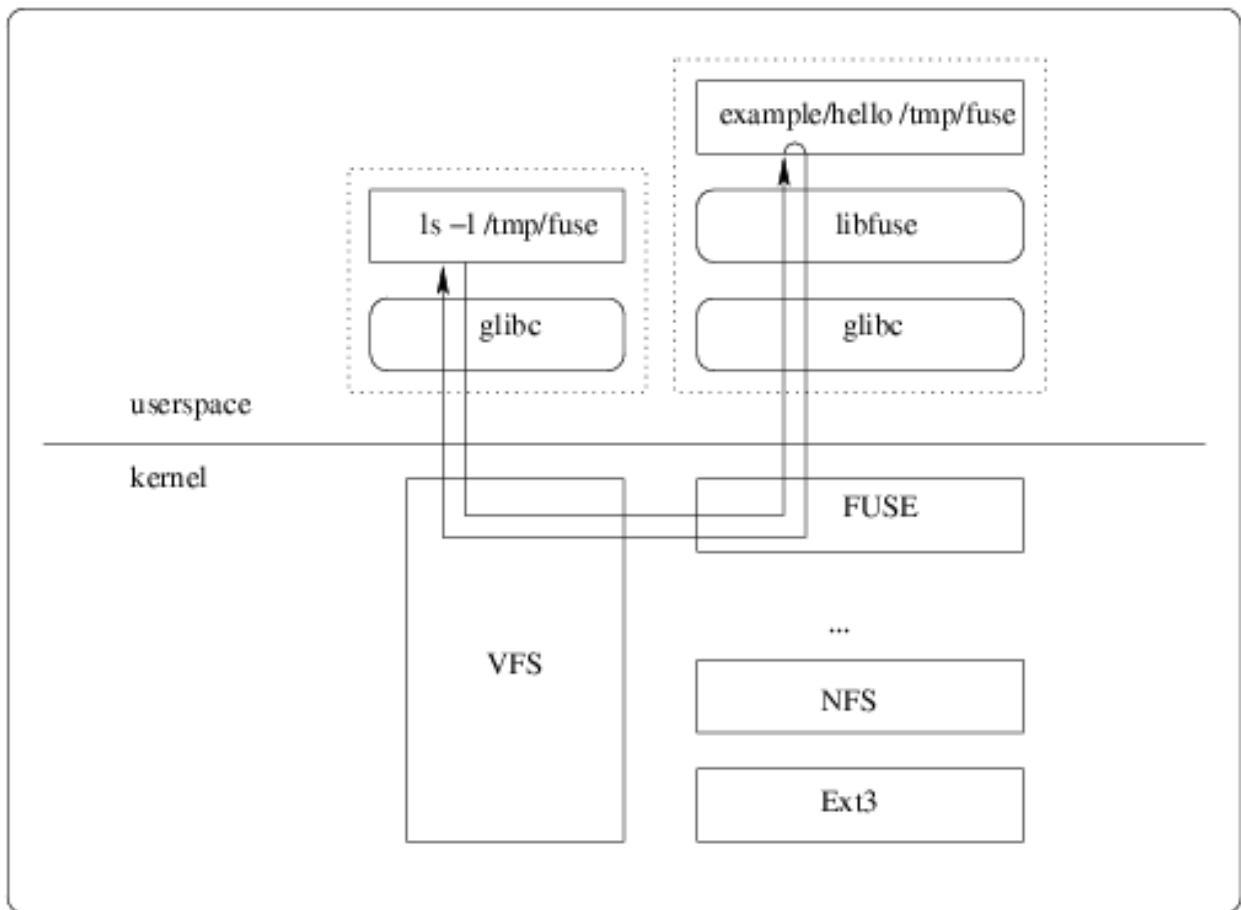 example/hello /tmp/fuse
ls –l /tmp/fuse
libfuse
glibc
glibc
userspace
kernel
FUSE
...
VFS
NFS
Ext3